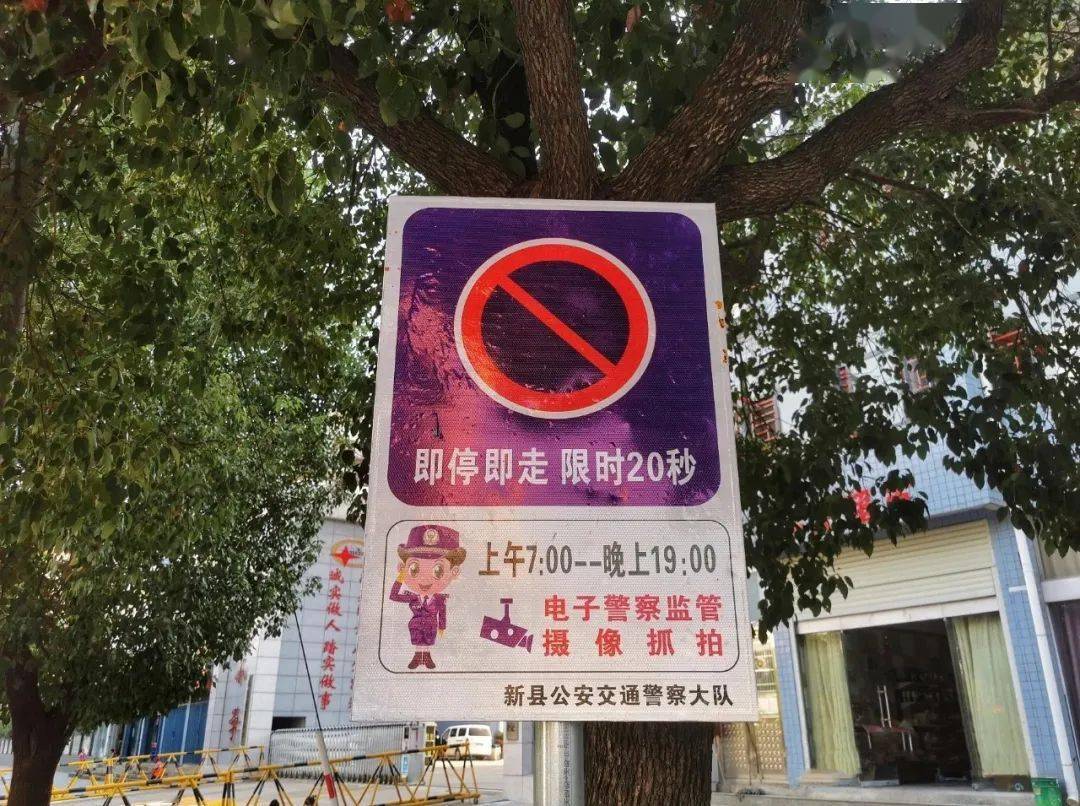 即停即走 限时20秒
上午7:00--晚上19:00
电子警察监管
摄像抓拍
新县公安交通警察大队
诚实做人
踏实做事